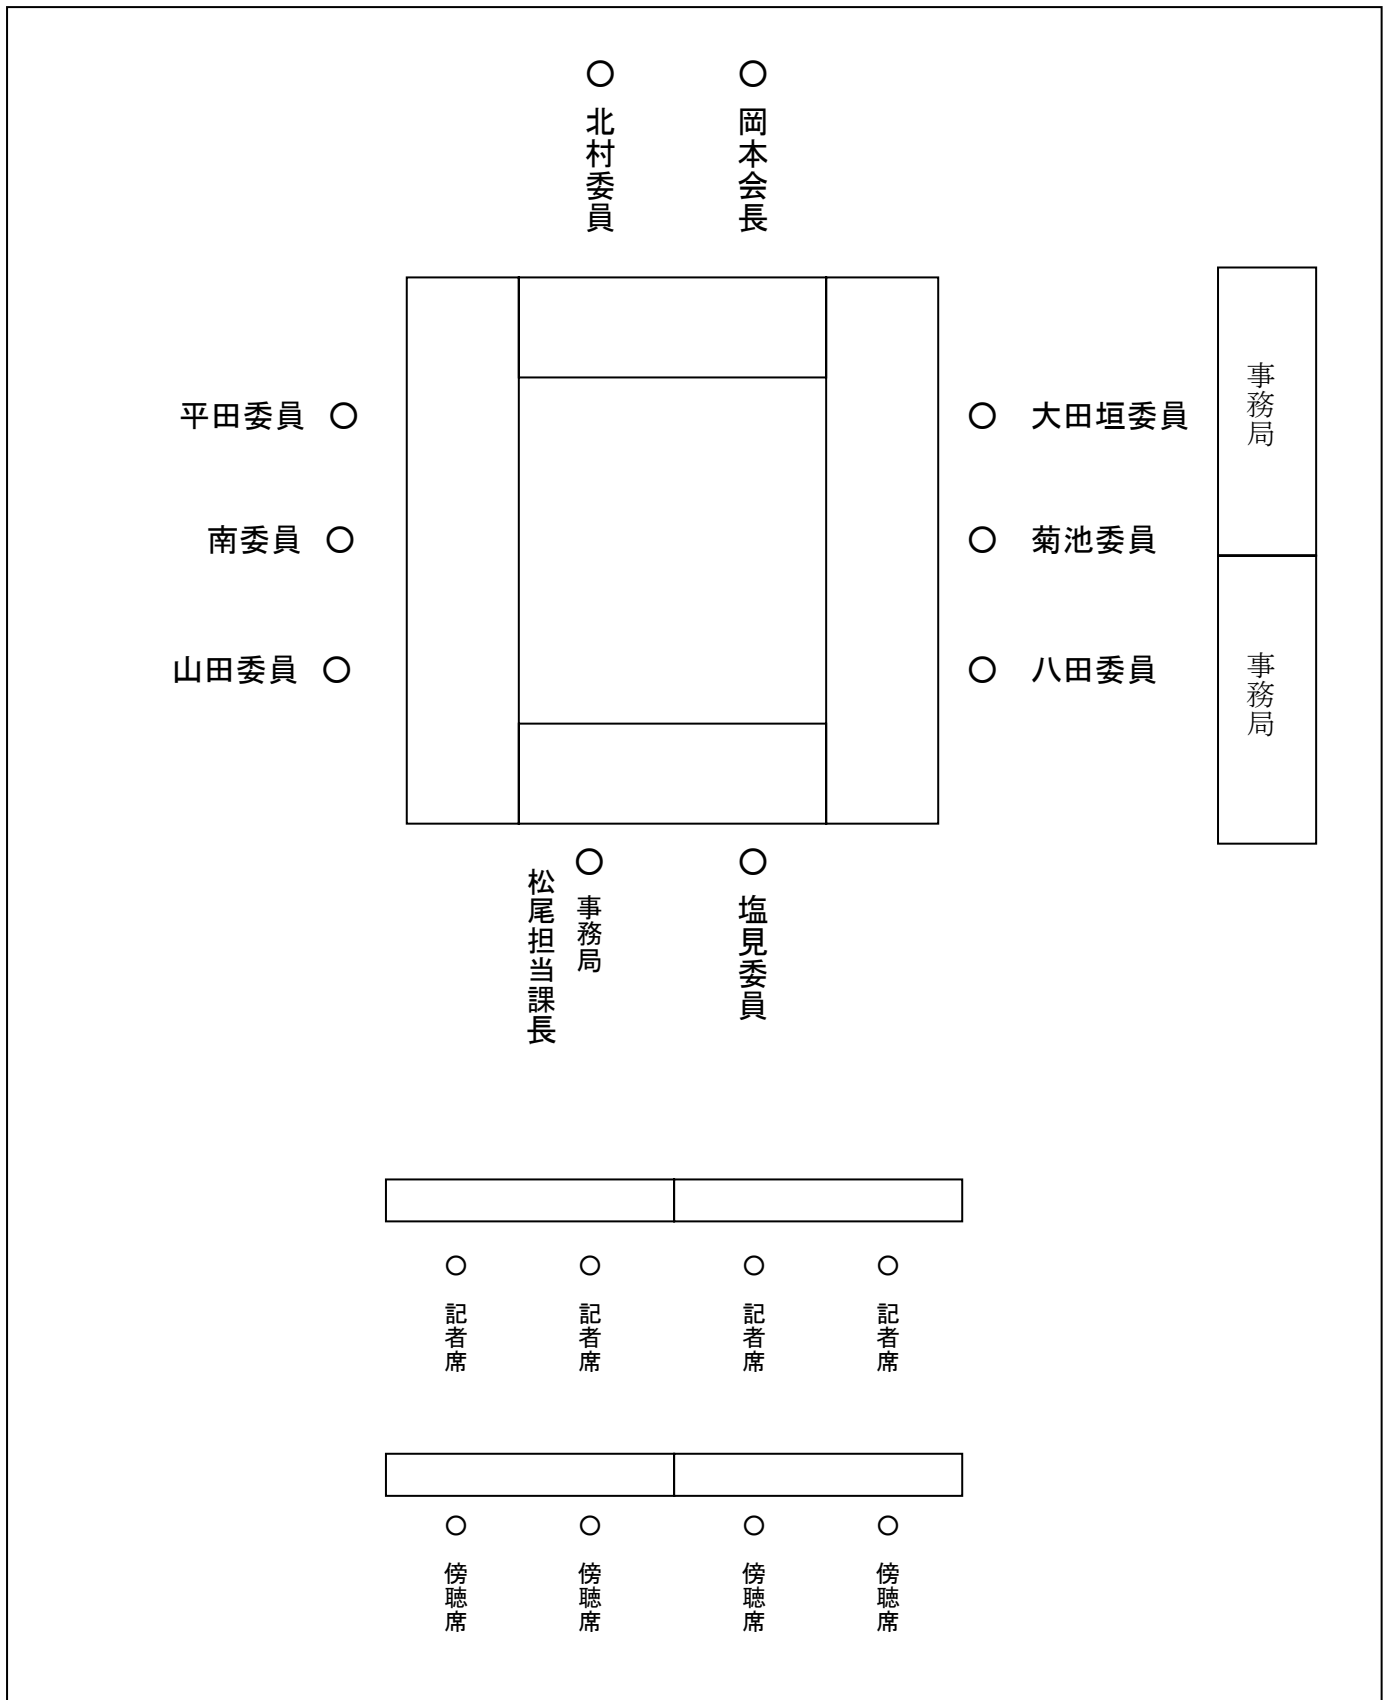 北村委員
岡本会長
平田委員
南委員
山田委員
大田垣委員
菊池委員
八田委員
事務局
事務局
松尾担当課長
事務局
塩見委員
記者席
記者席
記者席
記者席
傍聴席
傍聴席
傍聴席
傍聴席